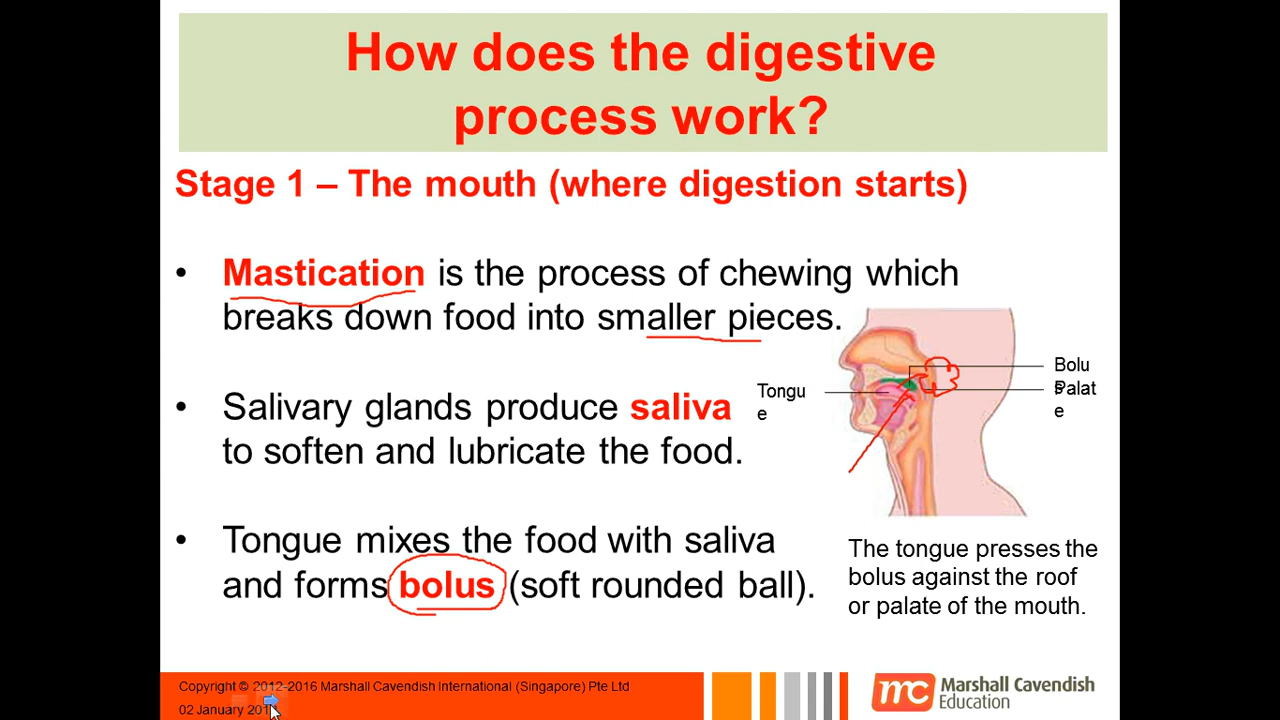 How does the digestive
process work?
Stage 1 – The mouth (where digestion starts)
• Mastication is the process of chewing which
breaks down food into smaller pieces.
• Salivary glands produce saliva
to soften and lubricate the food.
• Tongue mixes the food with saliva
and forms bolus (soft rounded ball).
Tongu
e
Bolu
s
Palat
e
The tongue presses the
bolus against the roof
or palate of the mouth.
Copyright © 2012-2016 Marshall Cavendish International (Singapore) Pte Ltd
02 January 201
mc Marshall Cavendish
Education